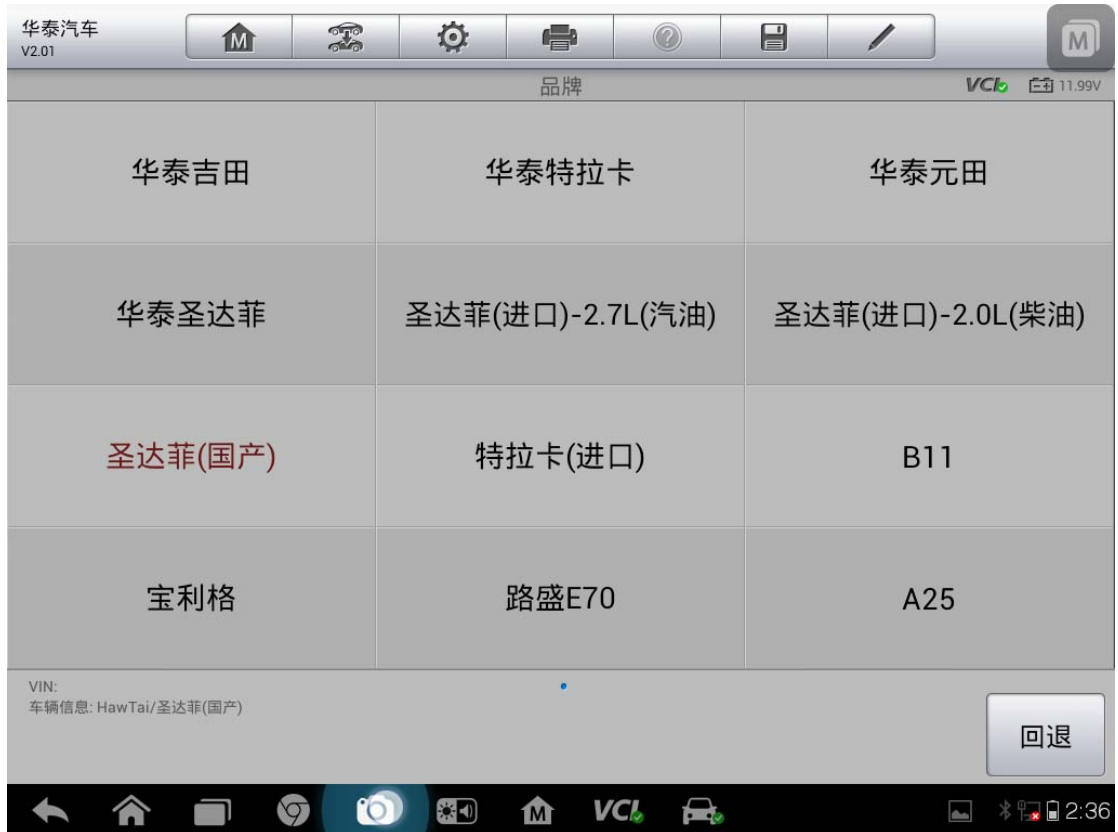 华泰汽车
V2.01
M
M
品牌
VCI
11.99V
华泰吉田
华泰特拉卡
华泰元田
华泰圣达菲
圣达菲(进口)-2.7L(汽油)
圣达菲(进口)-2.0L(柴油)
圣达菲(国产)
特拉卡(进口)
B11
宝利格
路盛E70
A25
VIN:
车辆信息: HawTai/圣达菲(国产)
回退
M
VCI
2:36